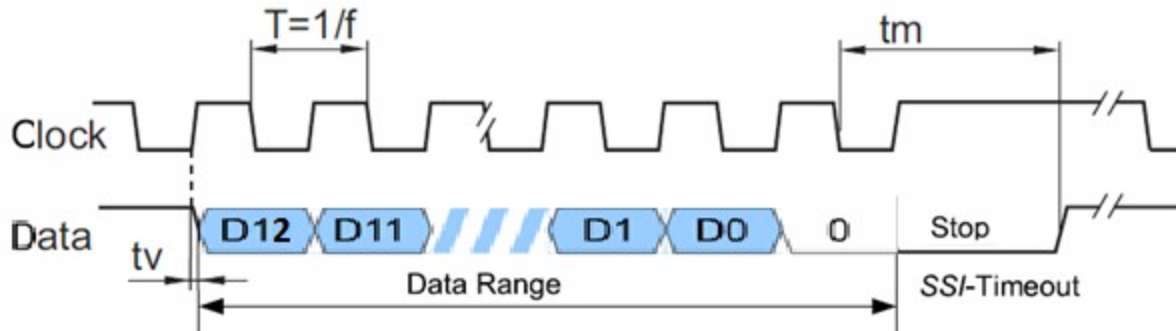 T=1/f
tm
Clock
Data
D12 D11 D1 D0 0 Stop
tv
Data Range
SSI-Timeout